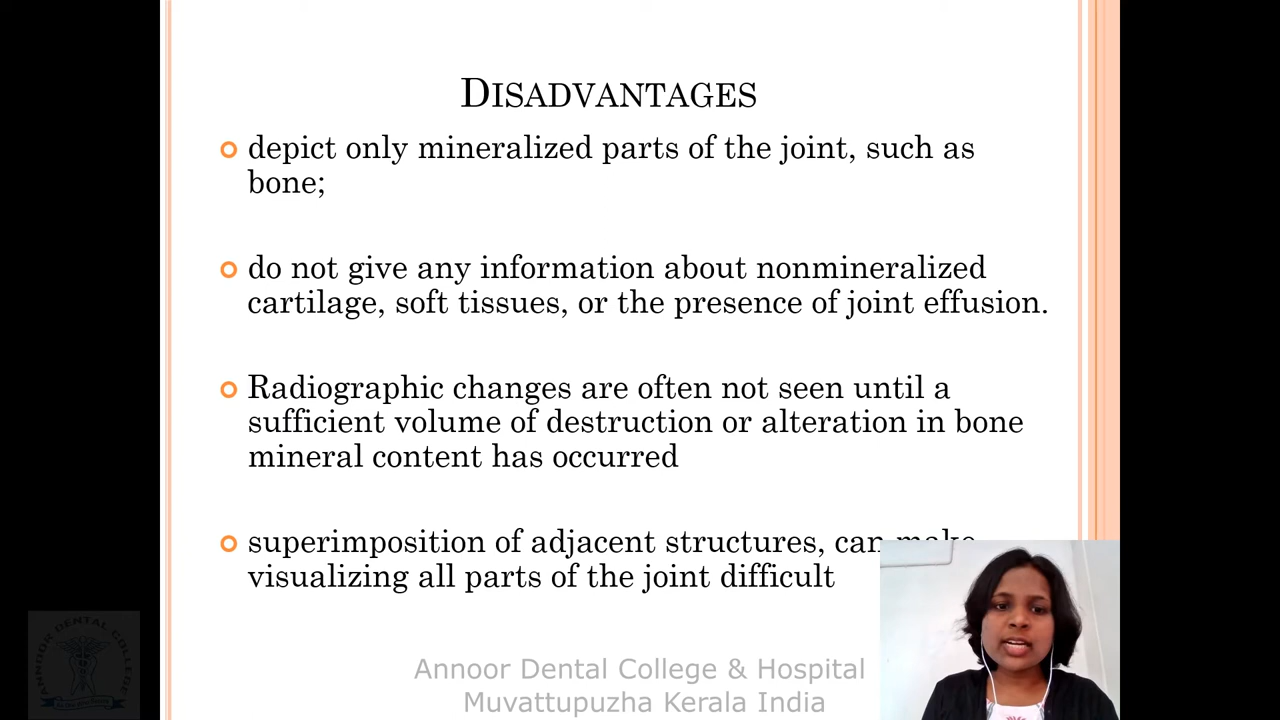 DISADVANTAGES
depict only mineralized parts of the joint, such as
bone;
do not give any information about nonmineralized
cartilage, soft tissues, or the presence of joint effusion.
Radiographic changes are often not seen until a
sufficient volume of destruction or alteration in bone
mineral content has occurred
superimposition of adjacent structures, can make
visualizing all parts of the joint difficult
Annoor Dental College & Hospital
Muvattupuzha Kerala India
ANNOOR DENTAL COLLEGE